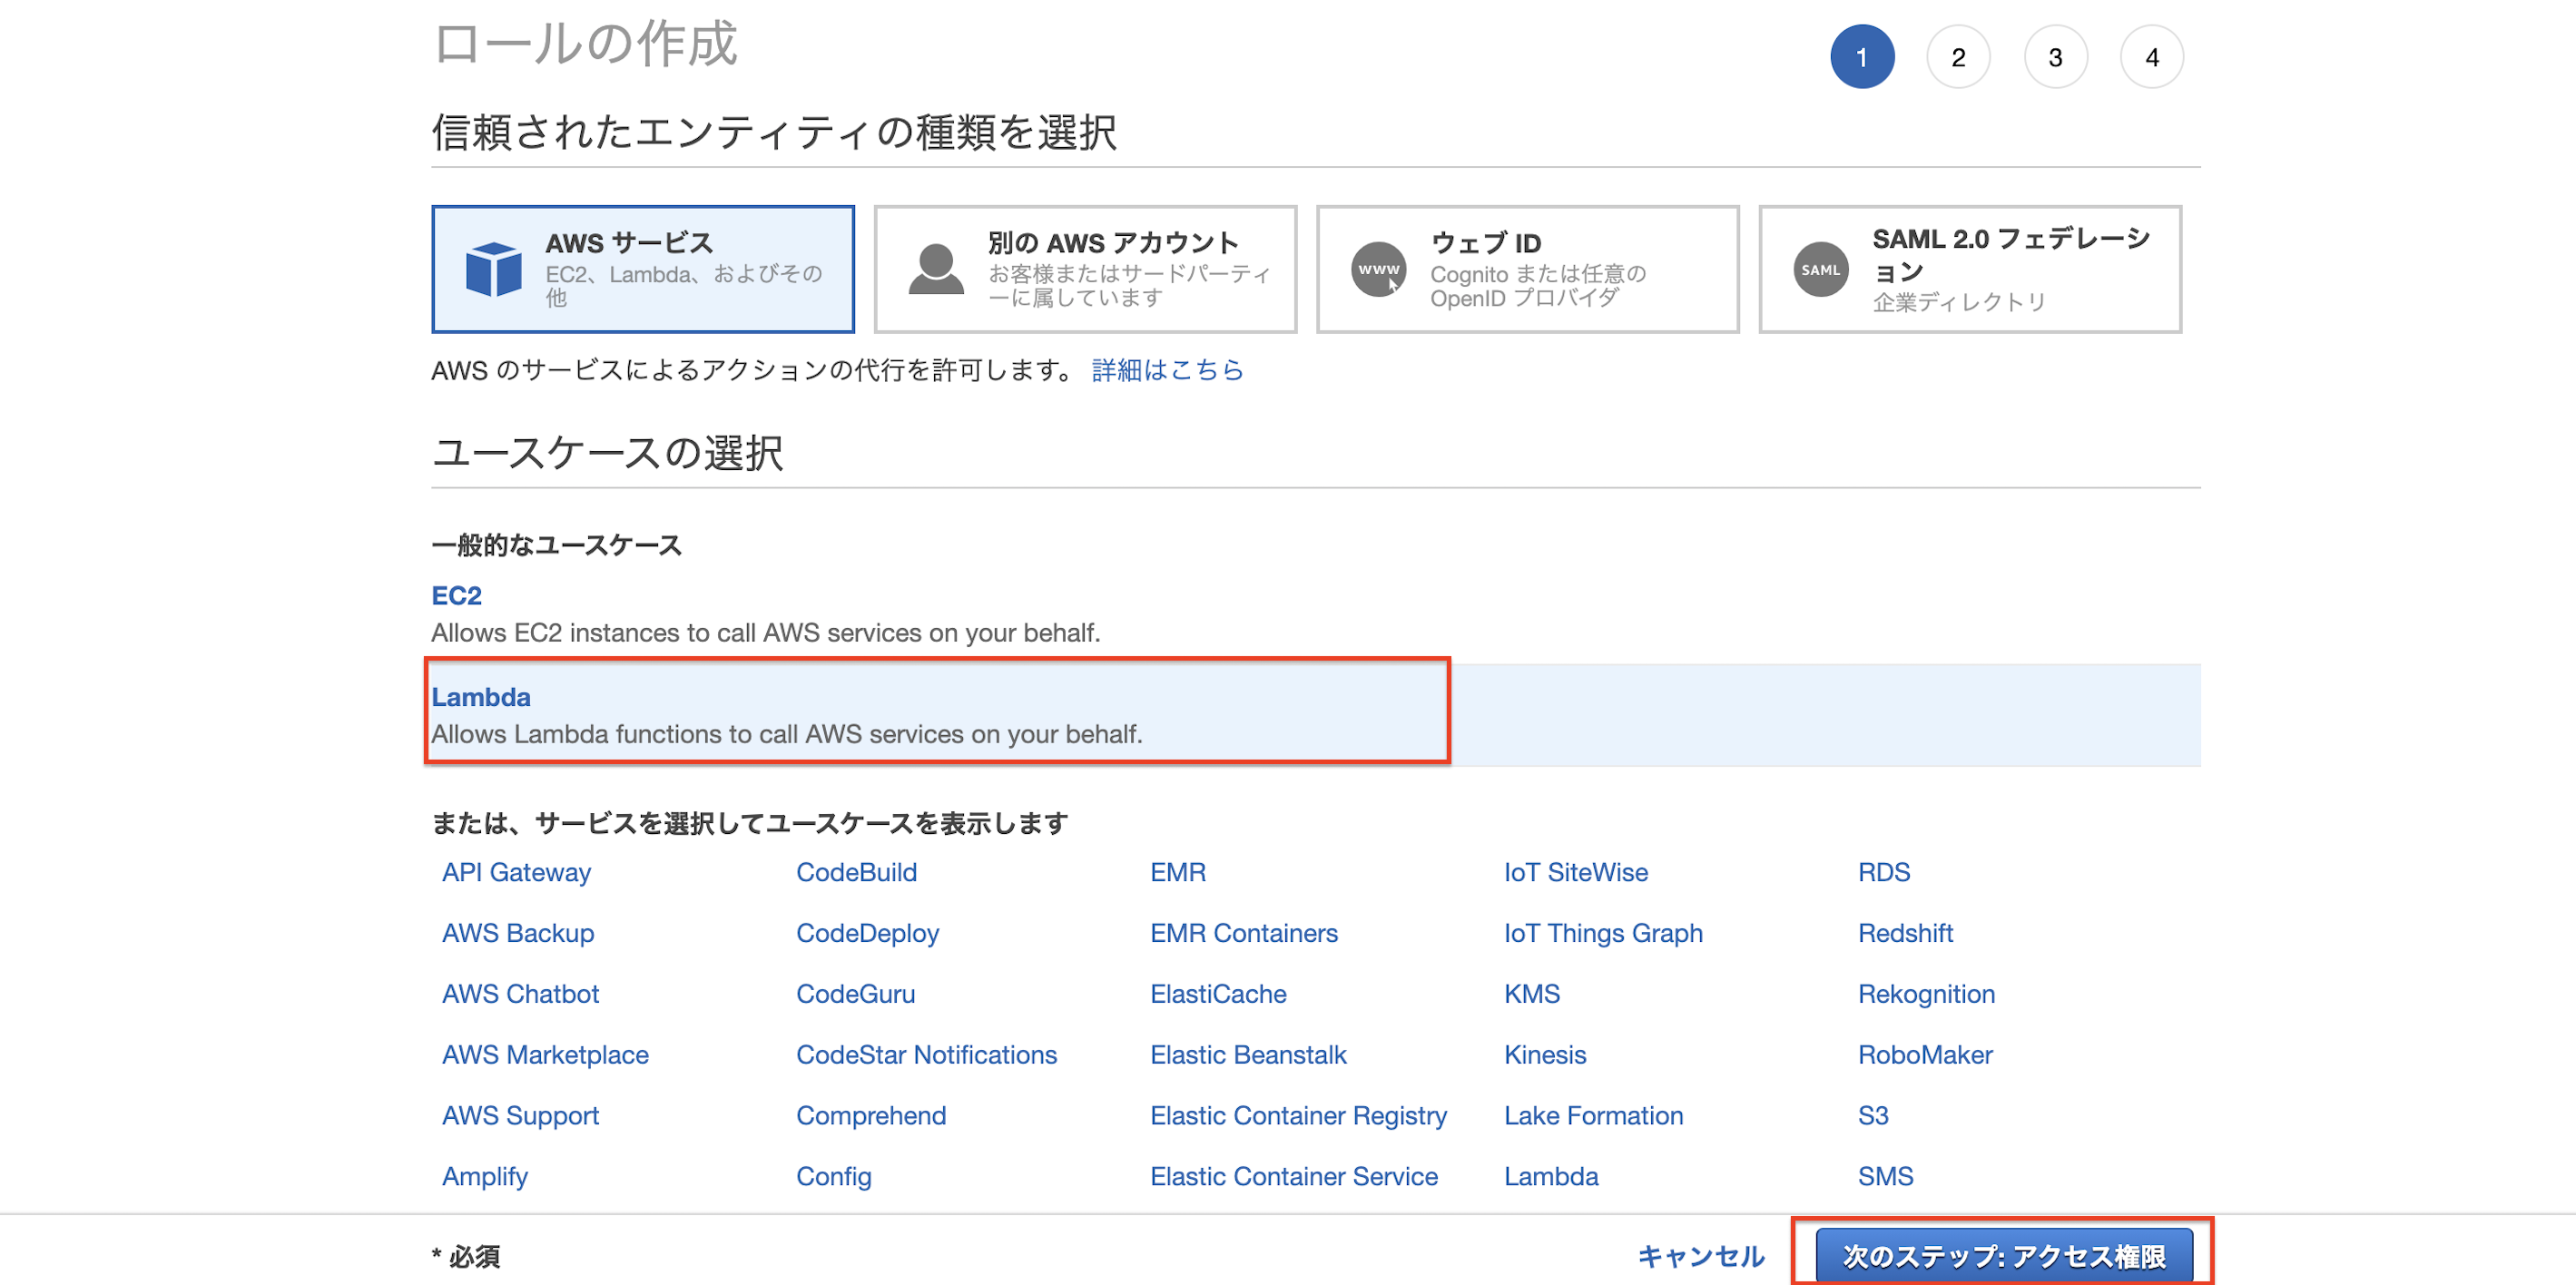 ロールの作成
1 2 3 4
信頼されたエンティティの種類を選択
AWS サービス
EC2、Lambda、およびその
他
別の AWS アカウント
お客様またはサードパーティ
ーに属しています
WWW
ウェブ ID
Cognito または任意の
OpenID プロバイダ
SAML
SAML 2.0 フェデレーシ
ョン
企業ディレクトリ
AWS のサービスによるアクションの代行を許可します。 詳細はこちら
ユースケースの選択
一般的なユースケース
EC2
Allows EC2 instances to call AWS services on your behalf.
Lambda
Allows Lambda functions to call AWS services on your behalf.
または、サービスを選択してユースケースを表示します
API Gateway CodeBuild EMR IoT SiteWise RDS
AWS Backup CodeDeploy EMR Containers IoT Things Graph Redshift
AWS Chatbot CodeGuru ElastiCache KMS Rekognition
AWS Marketplace CodeStar Notifications Elastic Beanstalk Kinesis RoboMaker
AWS Support Comprehend Elastic Container Registry Lake Formation S3
Amplify Config Elastic Container Service Lambda SMS
* 必須 キャンセル 次のステップ: アクセス権限